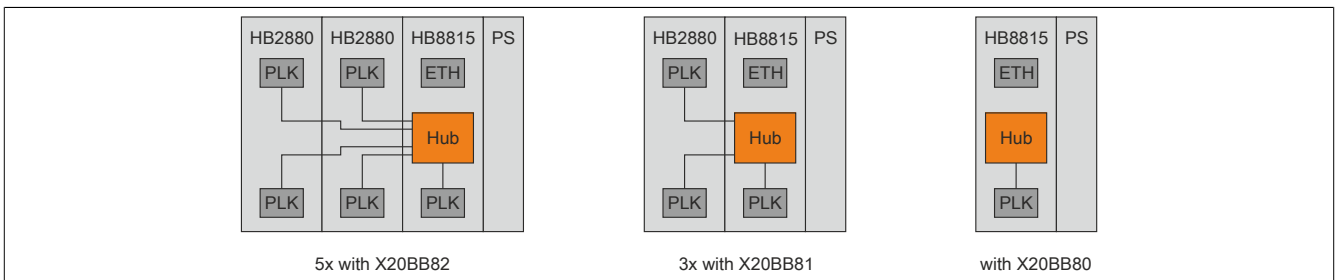 HB2880 HB2880 HB8815 PS HB2880 HB8815 PS HB8815 PS
PLK PLK ETH PLK ETH ETH
Hub Hub Hub
PLK PLK PLK PLK PLK PLK
5x with X20BB82 3x with X20BB81 with X20BB80